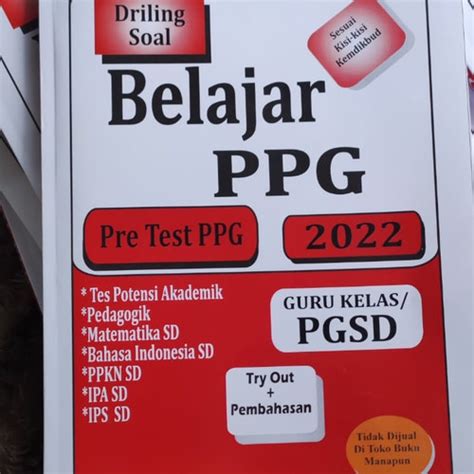 Driling
Soal
Sesuai
Kisi-kisi
Kemdikbud
Belajar
PPG
Pre Test PPG
2022
* Tes Potensi Akademik
*Pedagogik
*Matematika SD
*Bahasa Indonesia SD
*PPKN SD
*IPA SD
*IPS SD
GURU KELAS/
PGSD
Try Out
+
Pembahasan
Tidak Dijual
Di Toko Buku
Manapun